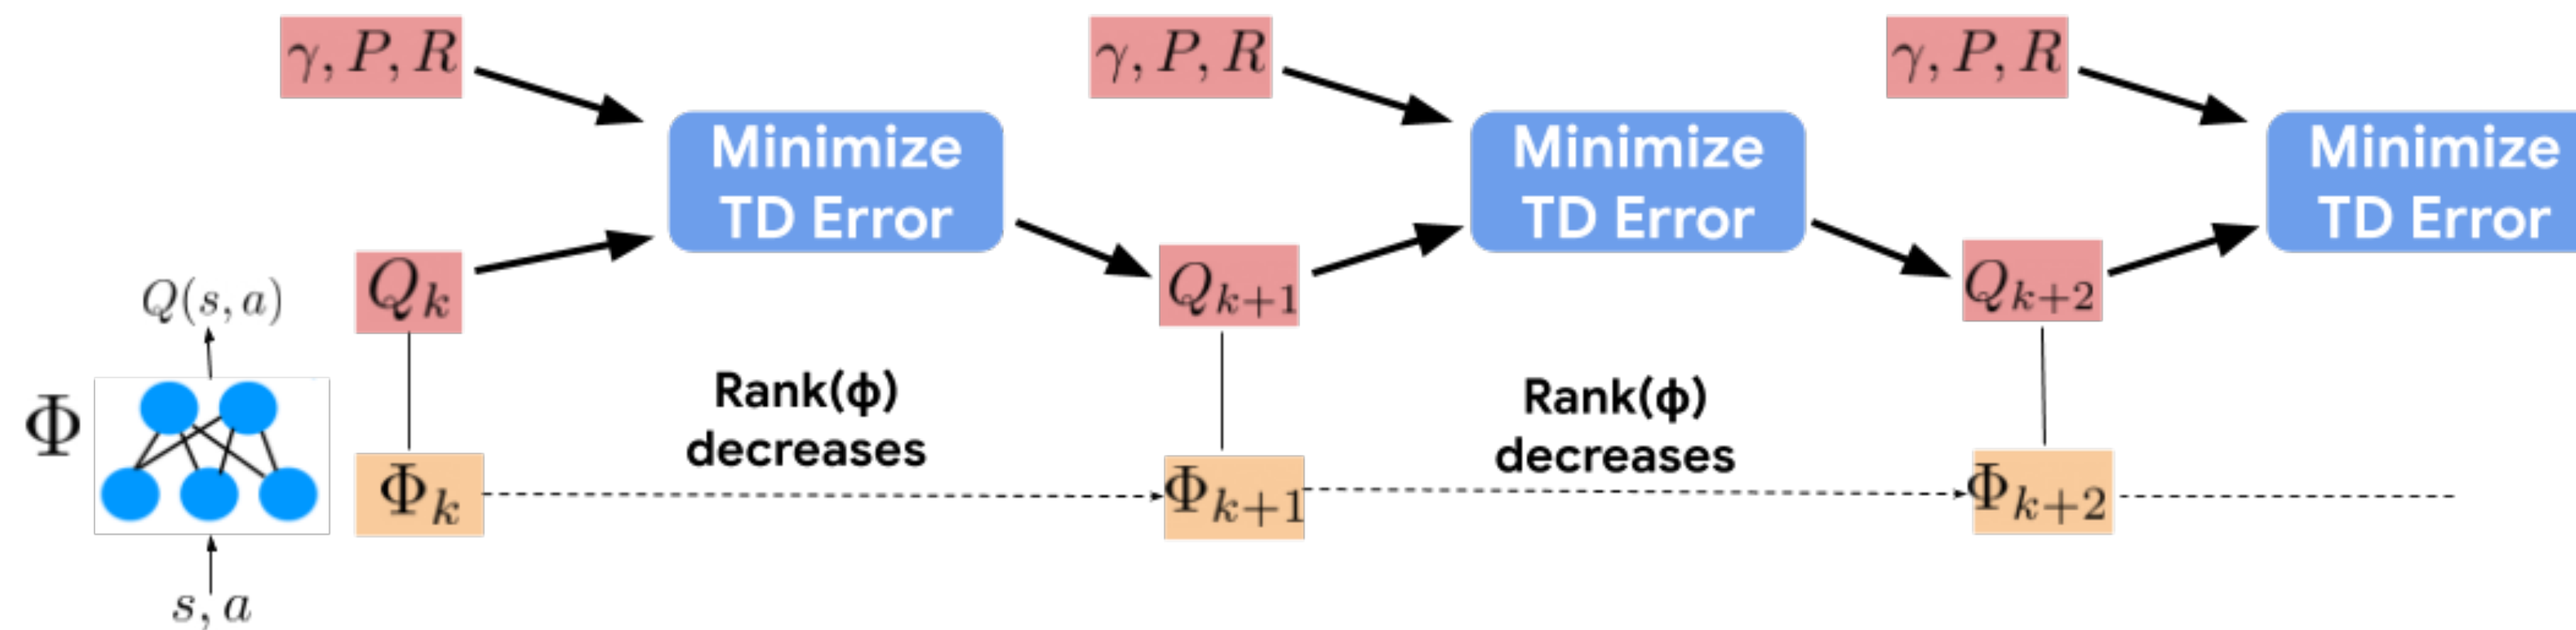 γ, P, R
γ, P, R
γ, P, R
Minimize
TD Error
Minimize
TD Error
Minimize
TD Error
Q(s, a)
Q_k
Q_{k+1}
Q_{k+2}
Rank(ϕ)
decreases
Rank(ϕ)
decreases
Φ
Φ_k
Φ_{k+1}
Φ_{k+2}
s, a